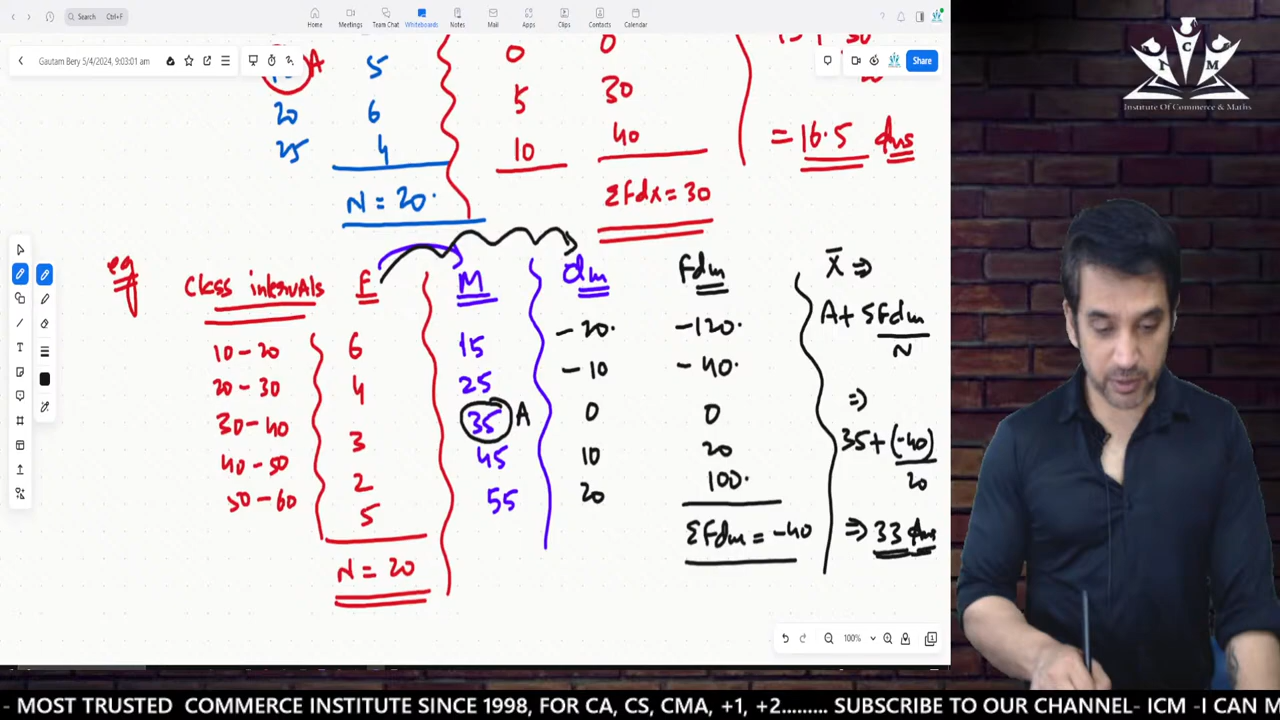 Search Ctrl+F
Home Meetings Team Chat Whiteboards Notes Mail Apps Clips Contacts Calendar
Gautam Bery 5/4/2024, 9:03:01 am
Share
I C M
Institute Of Commerce & Maths
A 5 0 0
20 6 5 30
25 4 10 40
N = 20.
ΣFdx = 30
= 16.5 Ans
eg
Class intervals F M dm Fdm
10-20 6 15 -20. -120.
20-30 4 25 -10 -40.
30-40 3 35 A 0 0
40-50 2 45 10 20
50-60 5 55 20 100.
N = 20
ΣFdm = -40
X̄ ⇒
A + ΣFdm
N
⇒
35 + (-40)
20
⇒ 33 Ans
100%
- MOST TRUSTED COMMERCE INSTITUTE SINCE 1998, FOR CA, CS, CMA, +1, +2......... SUBSCRIBE TO OUR CHANNEL- ICM -I CAN M